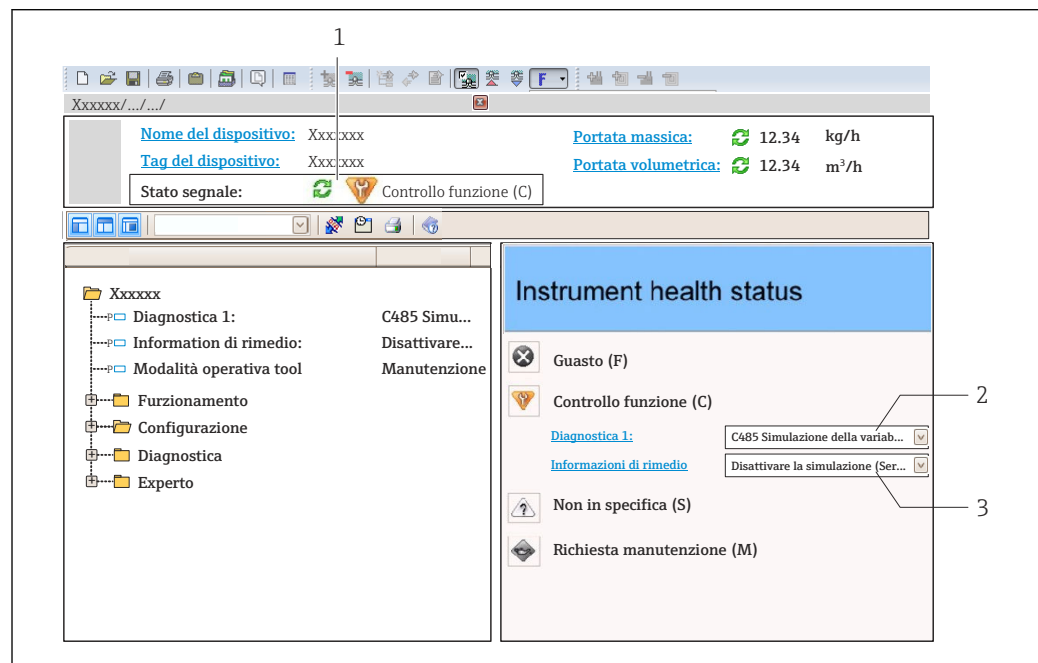 1
F
Xxxxxx/.../.../
Nome del dispositivo: Xxxxxxx
Portata massica: 12.34 kg/h
Tag del dispositivo: Xxxxxxx
Portata volumetrica: 12.34 m³/h
Stato segnale: Controllo funzione (C)
Xxxxxx
P Diagnostica 1: C485 Simu...
P Information di rimedio: Disattivare...
P Modalità operativa tool Manutenzione
Furzionamento
Configurazione
Diagnostica
Experto
Instrument health status
Guasto (F)
Controllo funzione (C)
2
Diagnostica 1: C485 Simulazione della variab...
Informazioni di rimedio Disattivare la simulazione (Ser...
Non in specifica (S)
3
Richiesta manutenzione (M)